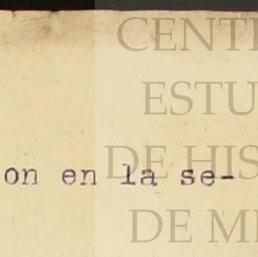 CENT
ESTU
on en la se-
DE HIS
DE M